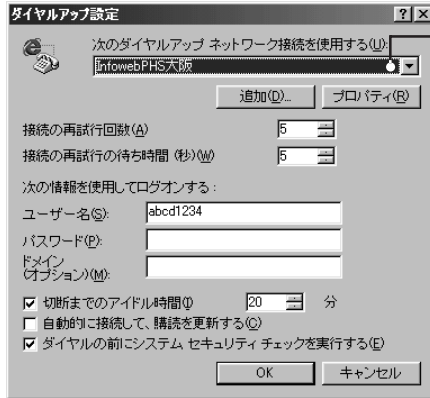 ダイヤルアップ設定
次のダイヤルアップ ネットワーク接続を使用する(U):
InfowebPHS大阪
追加(D)... プロパティ(R)
接続の再試行回数(A) 5
接続の再試行の待ち時間 (秒)(W) 5
次の情報を使用してログオンする:
ユーザー名(S): abcd1234
パスワード(P):
ドメイン
(オプション)(M):
切断までのアイドル時間(I) 20 分
自動的に接続して、購読を更新する(C)
ダイヤルの前にシステム セキュリティ チェックを実行する(E)
OK キャンセル